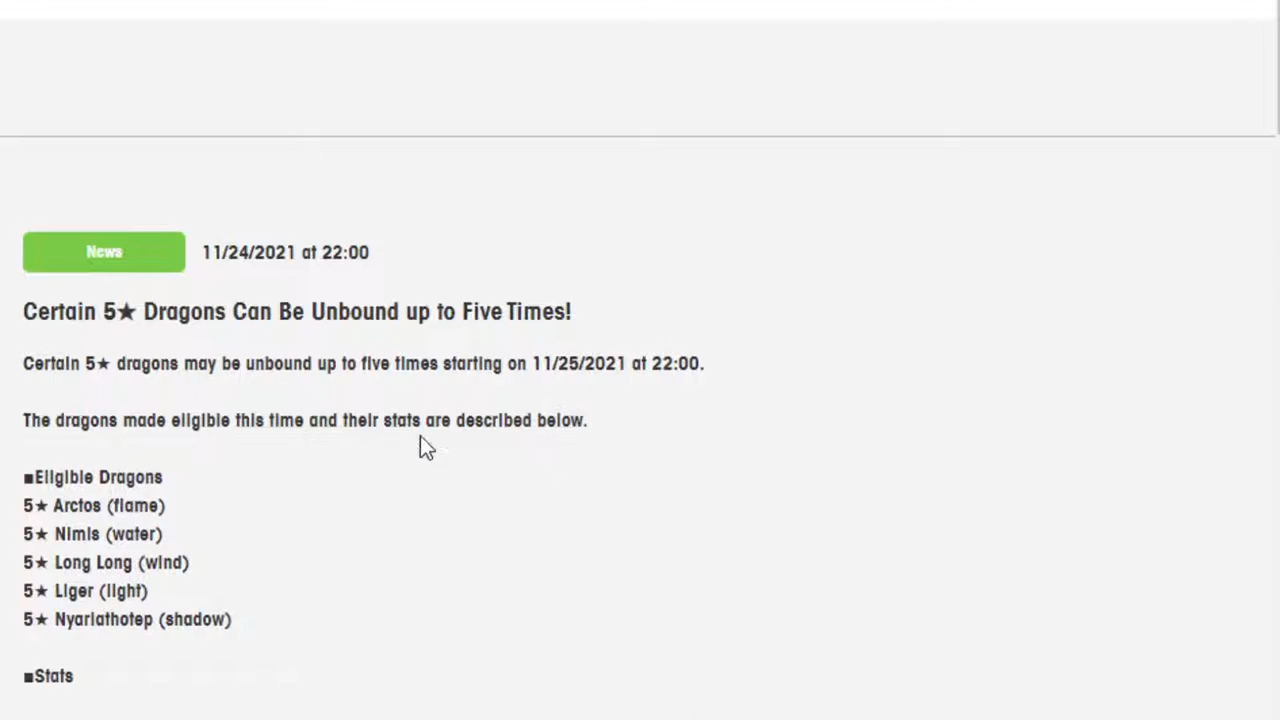 News 11/24/2021 at 22:00
Certain 5★ Dragons Can Be Unbound up to Five Times!
Certain 5★ dragons may be unbound up to five times starting on 11/25/2021 at 22:00.
The dragons made eligible this time and their stats are described below.
■Eligible Dragons
5★ Arctos (flame)
5★ Nimis (water)
5★ Long Long (wind)
5★ Liger (light)
5★ Nyarlathotep (shadow)
■Stats